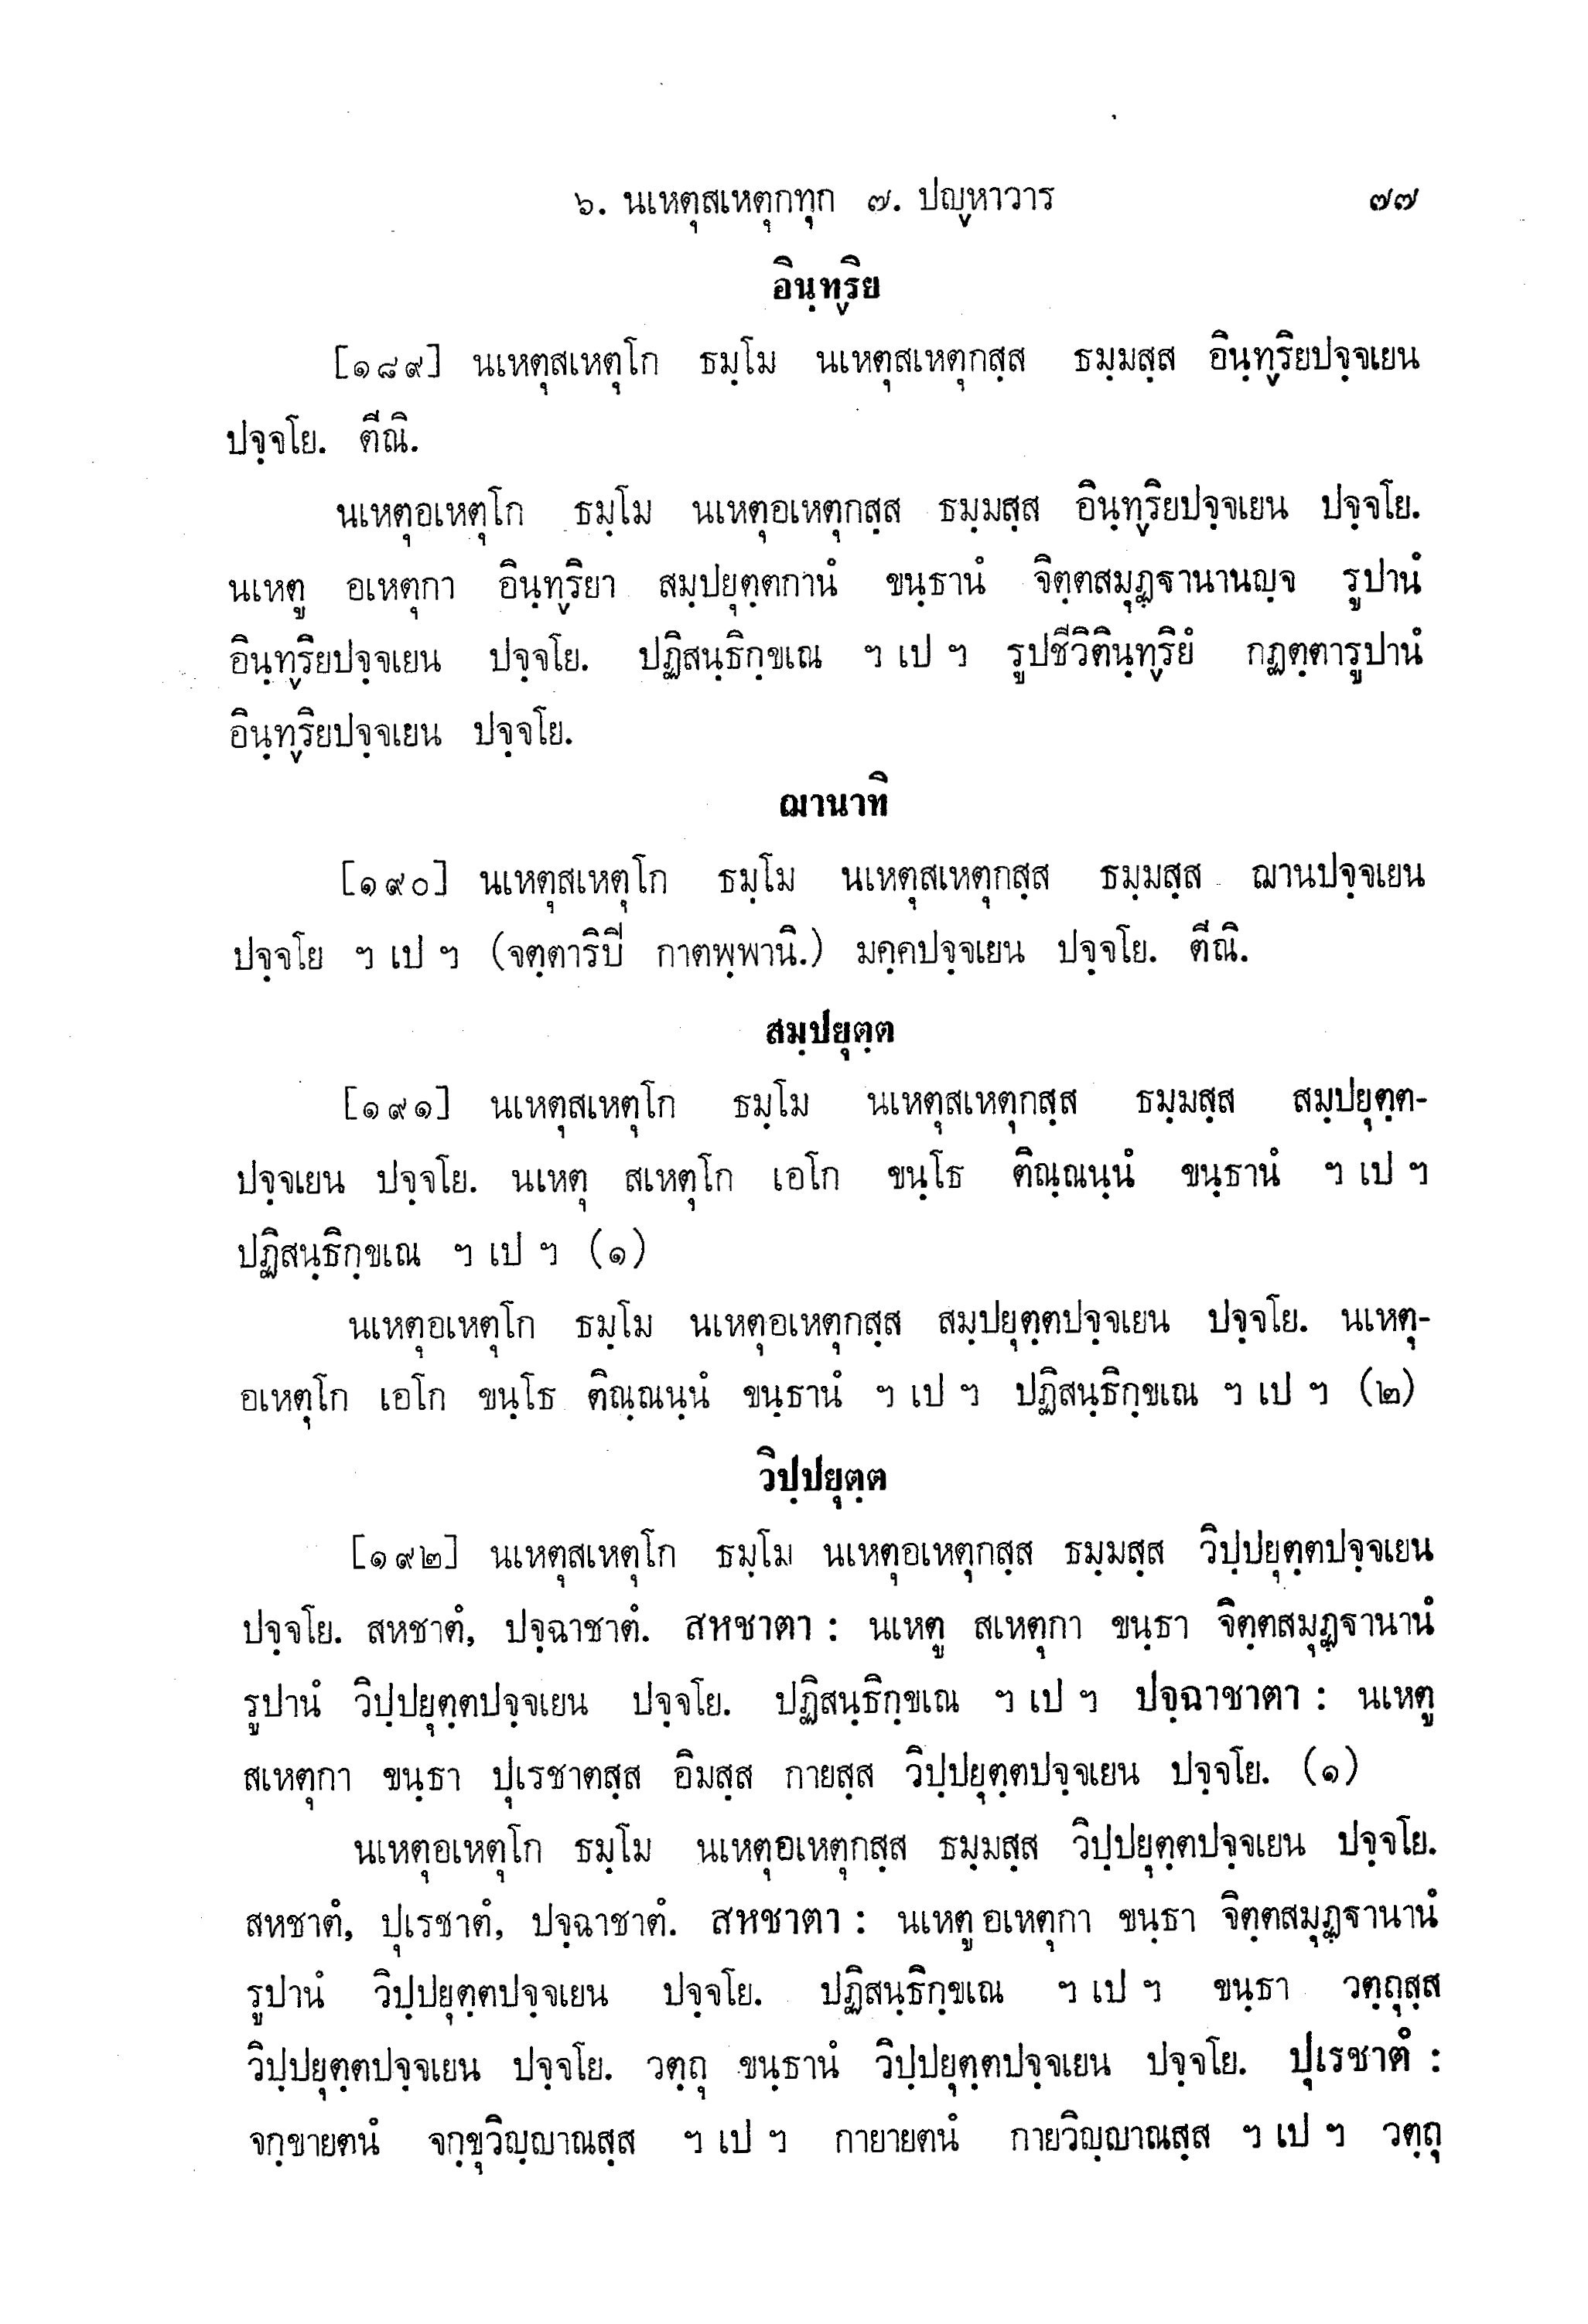 ๖. นเหตุสเหตุกทุก ๗. ปญฺหาวาร ๗๗
อินฺทฺริย
[๑๘๙] นเหตุสเหตุโก ธมฺโม นเหตุสเหตุกสฺส ธมฺมสฺส อินฺทฺริยปจฺจเยน
ปจฺจโย. ตีณิ.
นเหตุอเหตุโก ธมฺโม นเหตุอเหตุกสฺส ธมฺมสฺส อินฺทฺริยปจฺจเยน ปจฺจโย.
นเหตู อเหตุกา อินฺทฺริยา สมฺปยุตฺตกานํ ขนฺธานํ จิตฺตสมุฏฺฐานานญฺจ รูปานํ
อินฺทฺริยปจฺจเยน ปจฺจโย. ปฏิสนฺธิกฺขเณ ฯ เป ฯ รูปชีวิตินฺทฺริยํ กฏตฺตารูปานํ
อินฺทฺริยปจฺจเยน ปจฺจโย.
ฌานาทิ
[๑๙๐] นเหตุสเหตุโก ธมฺโม นเหตุสเหตุกสฺส ธมฺมสฺส ฌานปจฺจเยน
ปจฺจโย ฯ เป ฯ (จตฺตาริปี กาตพฺพานิ.) มคฺคปจฺจเยน ปจฺจโย. ตีณิ.
สมฺปยุตฺต
[๑๙๑] นเหตุสเหตุโก ธมฺโม นเหตุสเหตุกสฺส ธมฺมสฺส สมฺปยุตฺต-
ปจฺจเยน ปจฺจโย. นเหตุ สเหตุโก เอโก ขนฺโธ ติณฺณนฺนํ ขนฺธานํ ฯ เป ฯ
ปฏิสนฺธิกฺขเณ ฯ เป ฯ (๑)
นเหตุอเหตุโก ธมฺโม นเหตุอเหตุกสฺส สมฺปยุตฺตปจฺจเยน ปจฺจโย. นเหตุ-
อเหตุโก เอโก ขนฺโธ ติณฺณนฺนํ ขนฺธานํ ฯ เป ฯ ปฏิสนฺธิกฺขเณ ฯ เป ฯ (๒)
วิปฺปยุตฺต
[๑๙๒] นเหตุสเหตุโก ธมฺโม นเหตุอเหตุกสฺส ธมฺมสฺส วิปฺปยุตฺตปจฺจเยน
ปจฺจโย. สหชาตํ, ปจฺฉาชาตํ. สหชาตา : นเหตู สเหตุกา ขนฺธา จิตฺตสมุฏฺฐานานํ
รูปานํ วิปฺปยุตฺตปจฺจเยน ปจฺจโย. ปฏิสนฺธิกฺขเณ ฯ เป ฯ ปจฺฉาชาตา : นเหตู
สเหตุกา ขนฺธา ปุเรชาตสฺส อิมสฺส กายสฺส วิปฺปยุตฺตปจฺจเยน ปจฺจโย. (๑)
นเหตุอเหตุโก ธมฺโม นเหตุอเหตุกสฺส ธมฺมสฺส วิปฺปยุตฺตปจฺจเยน ปจฺจโย.
สหชาตํ, ปุเรชาตํ, ปจฺฉาชาตํ. สหชาตา : นเหตู อเหตุกา ขนฺธา จิตฺตสมุฏฺฐานานํ
รูปานํ วิปฺปยุตฺตปจฺจเยน ปจฺจโย. ปฏิสนฺธิกฺขเณ ฯ เป ฯ ขนฺธา วตฺถุสฺส
วิปฺปยุตฺตปจฺจเยน ปจฺจโย. วตฺถุ ขนฺธานํ วิปฺปยุตฺตปจฺจเยน ปจฺจโย. ปุเรชาตํ :
จกฺขายตนํ จกฺขุวิญฺญาณสฺส ฯ เป ฯ กายายตนํ กายวิญฺญาณสฺส ฯ เป ฯ วตฺถุ